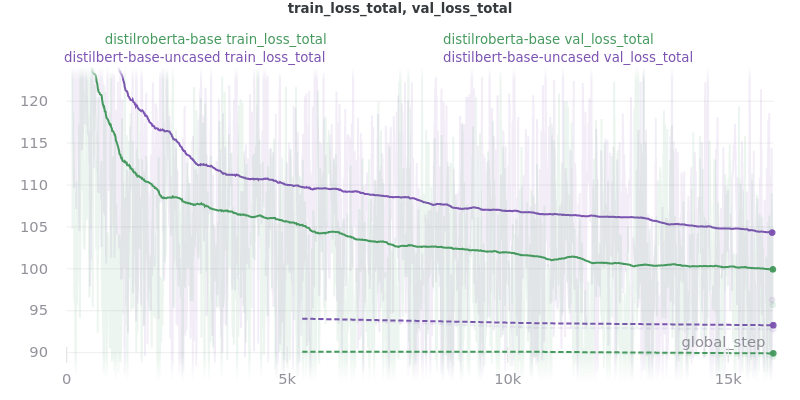 train_loss_total, val_loss_total
distilroberta-base train_loss_total distilroberta-base val_loss_total
distilbert-base-uncased train_loss_total distilbert-base-uncased val_loss_total
120
115
110
105
100
95
90
global_step
0 5k 10k 15k